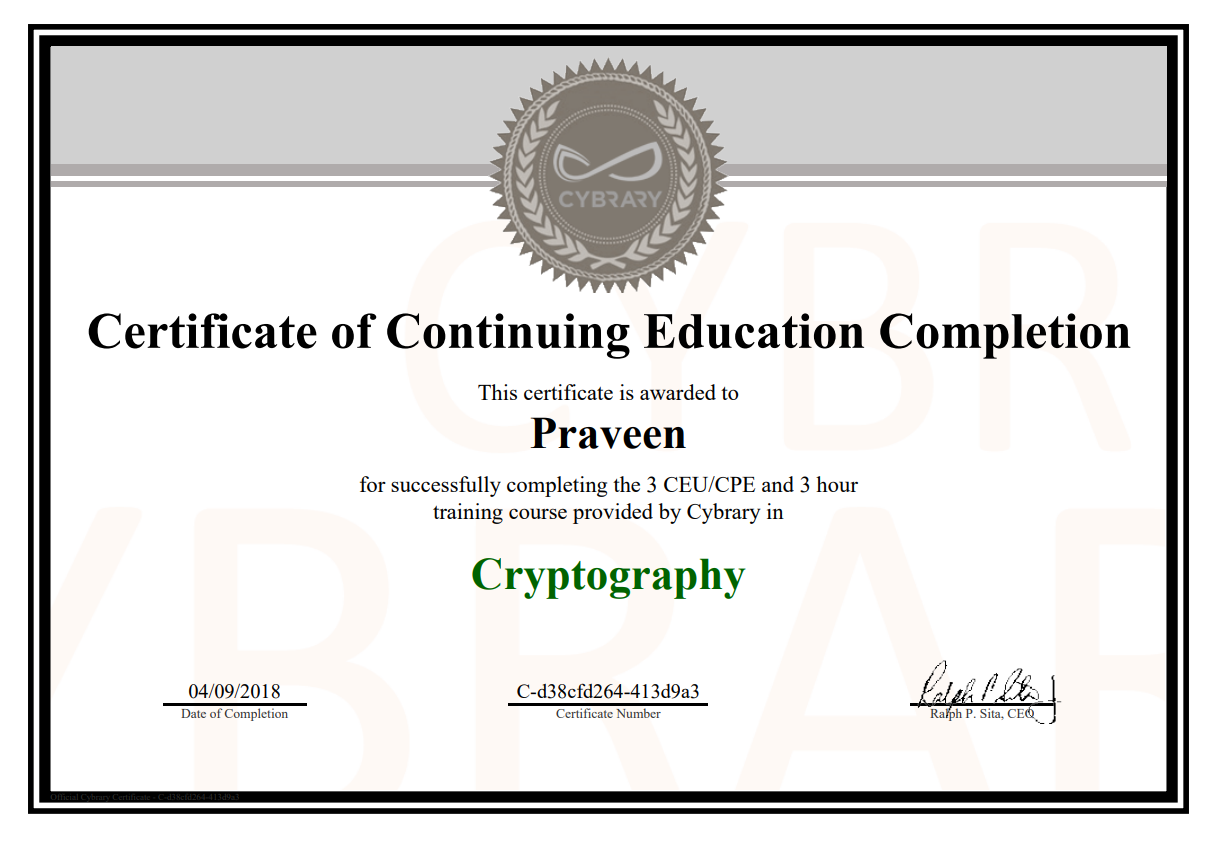 CYBRARY
Certificate of Continuing Education Completion
This certificate is awarded to
Praveen
for successfully completing the 3 CEU/CPE and 3 hour
training course provided by Cybrary in
Cryptography
04/09/2018
Date of Completion
C-d38cfd264-413d9a3
Certificate Number
Ralph P. Sita
Ralph P. Sita, CEO
Official Cybrary Certificate - C-d38cfd264-413d9a3
CYBR
YBRAR